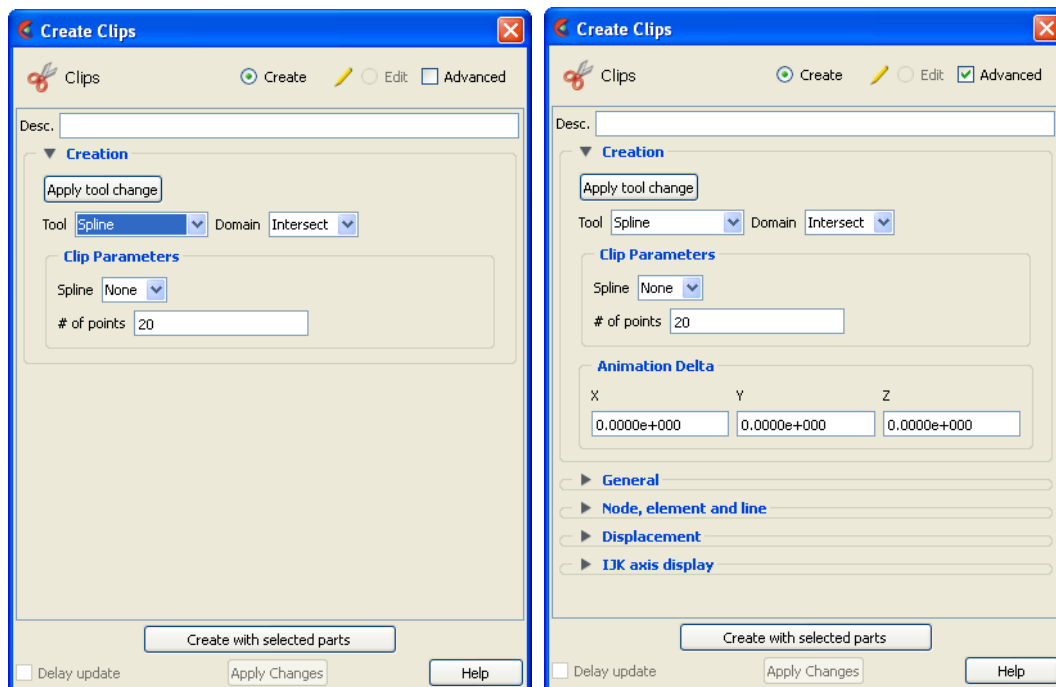 Create Clips
Clips Create Edit Advanced
Desc.
Creation
Apply tool change
Tool Spline Domain Intersect
Clip Parameters
Spline None
# of points 20
Create with selected parts
Delay update Apply Changes Help
Create Clips
Clips Create Edit Advanced
Desc.
Creation
Apply tool change
Tool Spline Domain Intersect
Clip Parameters
Spline None
# of points 20
Animation Delta
X Y Z
0.0000e+000 0.0000e+000 0.0000e+000
General
Node, element and line
Displacement
IJK axis display
Create with selected parts
Delay update Apply Changes Help